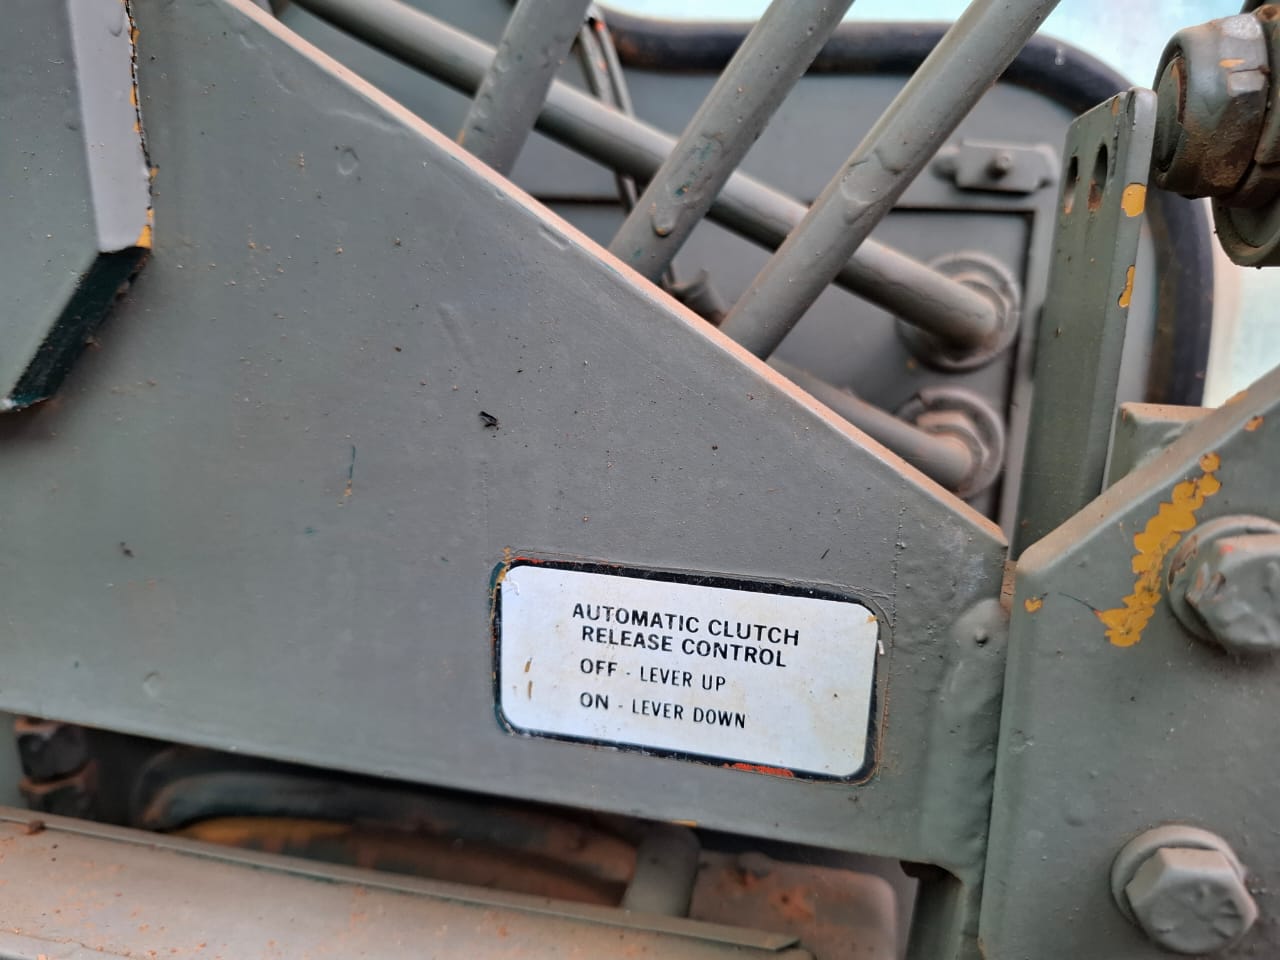 AUTOMATIC CLUTCH
RELEASE CONTROL
OFF - LEVER UP
ON - LEVER DOWN